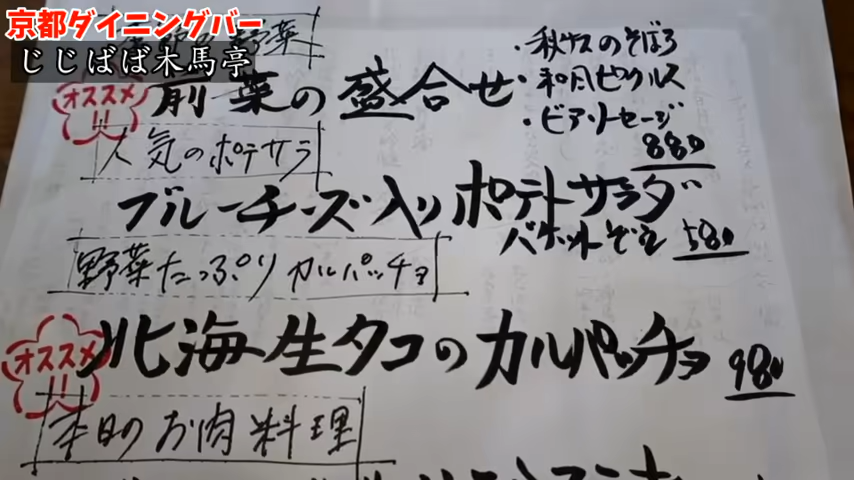 京都ダイニングバー
じじばば木馬亭
野菜
オススメ!!
前菜の盛合せ
・秋ナスのそぼろ
・和風ピクルス
・ビアソーセージ
880
人気のポテサラ
ブルーチーズ入りポテトサラダ
バゲットぞえ 580
野菜たっぷりカルパッチョ
オススメ!!
北海生タコのカルパッチョ 980
本日のお肉料理